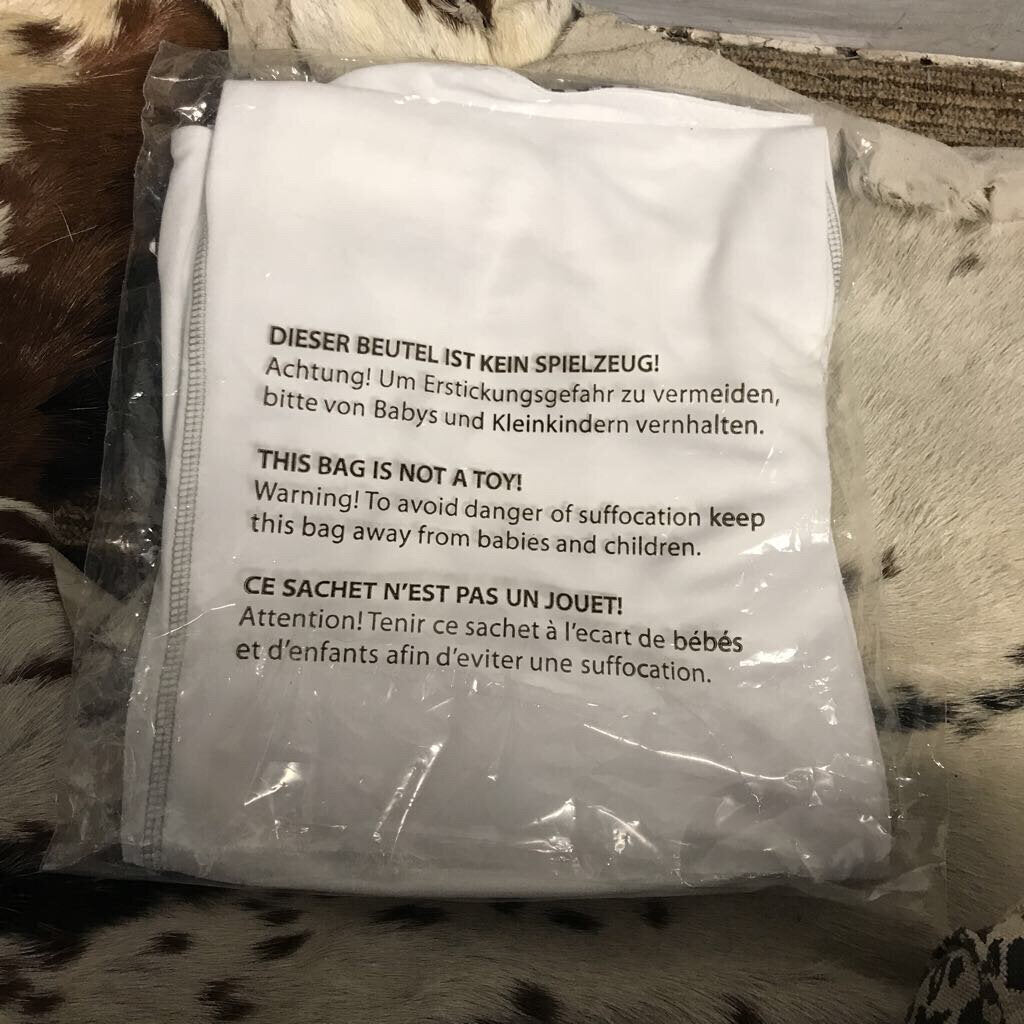 DIESER BEUTEL IST KEIN SPIELZEUG!
Achtung! Um Erstickungsgefahr zu vermeiden,
bitte von Babys und Kleinkindern vernhalten.
THIS BAG IS NOT A TOY!
Warning! To avoid danger of suffocation keep
this bag away from babies and children.
CE SACHET N'EST PAS UN JOUET!
Attention! Tenir ce sachet à l'ecart de bébés
et d'enfants afin d'eviter une suffocation.